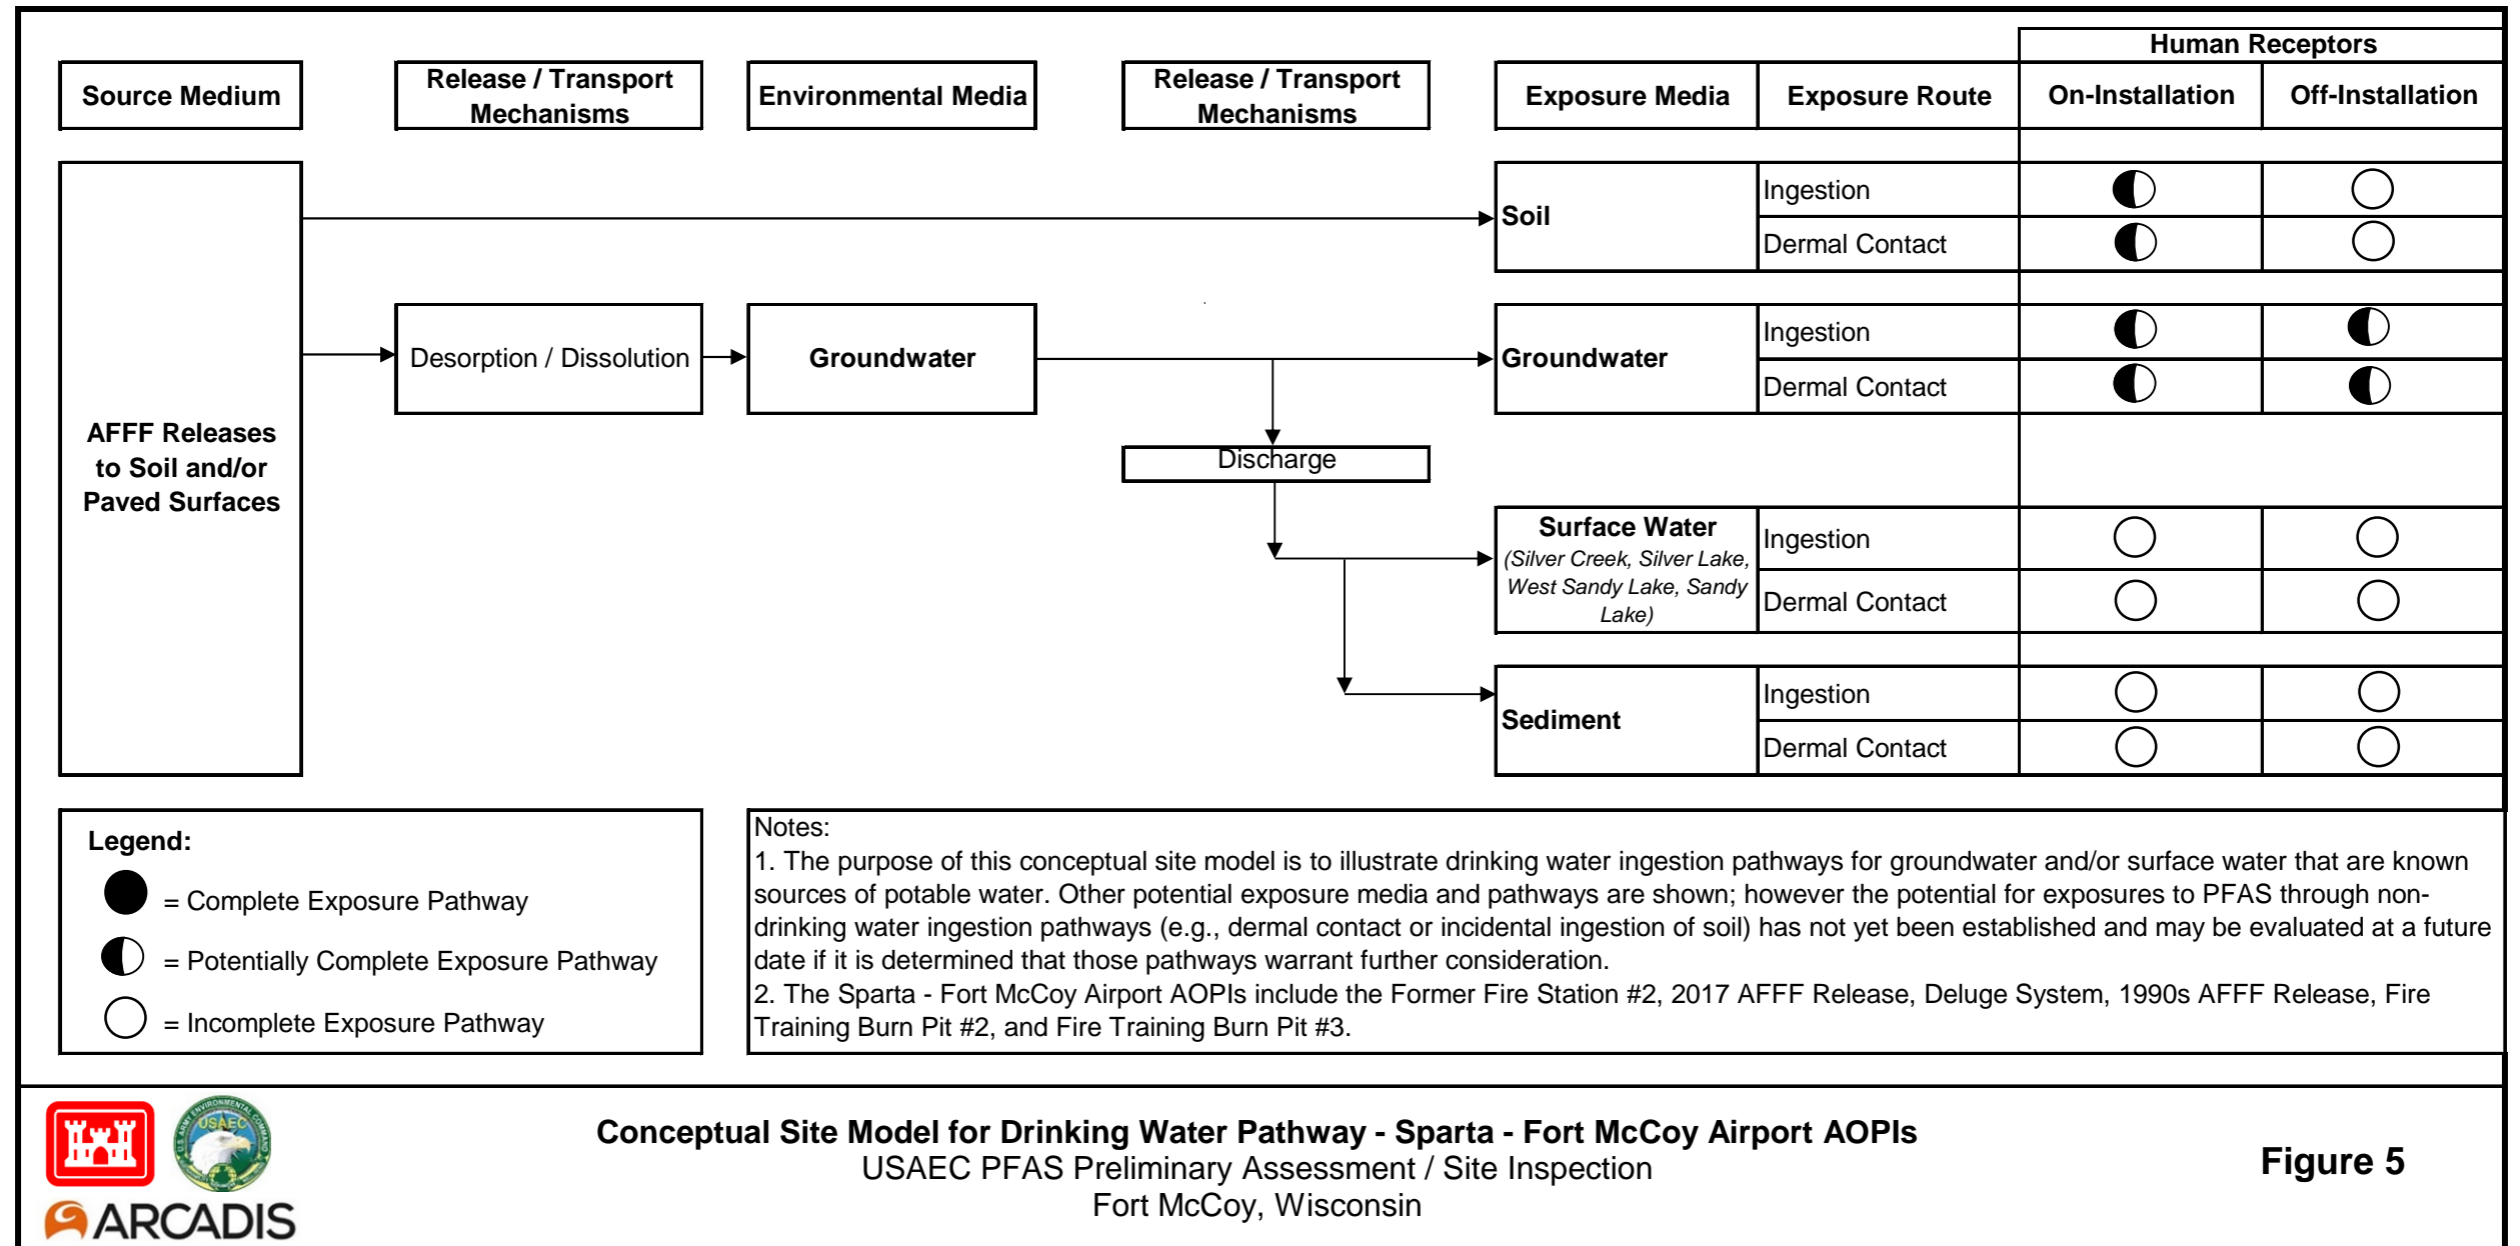 Human Receptors
Source Medium
Release / Transport
Mechanisms
Environmental Media
Release / Transport
Mechanisms
Exposure Media
Exposure Route
On-Installation
Off-Installation
AFFF Releases
to Soil and/or
Paved Surfaces
Soil
Ingestion
Dermal Contact
Desorption / Dissolution
Groundwater
Groundwater
Ingestion
Dermal Contact
Discharge
Surface Water
(Silver Creek, Silver Lake,
West Sandy Lake, Sandy
Lake)
Ingestion
Dermal Contact
Sediment
Ingestion
Dermal Contact
Legend:
= Complete Exposure Pathway
= Potentially Complete Exposure Pathway
= Incomplete Exposure Pathway
Notes:
1. The purpose of this conceptual site model is to illustrate drinking water ingestion pathways for groundwater and/or surface water that are known
sources of potable water. Other potential exposure media and pathways are shown; however the potential for exposures to PFAS through non-
drinking water ingestion pathways (e.g., dermal contact or incidental ingestion of soil) has not yet been established and may be evaluated at a future
date if it is determined that those pathways warrant further consideration.
2. The Sparta - Fort McCoy Airport AOPIs include the Former Fire Station #2, 2017 AFFF Release, Deluge System, 1990s AFFF Release, Fire
Training Burn Pit #2, and Fire Training Burn Pit #3.
U.S. ARMY ENVIRONMENTAL COMMAND
USAEC
ARCADIS
Conceptual Site Model for Drinking Water Pathway - Sparta - Fort McCoy Airport AOPIs
USAEC PFAS Preliminary Assessment / Site Inspection
Fort McCoy, Wisconsin
Figure 5